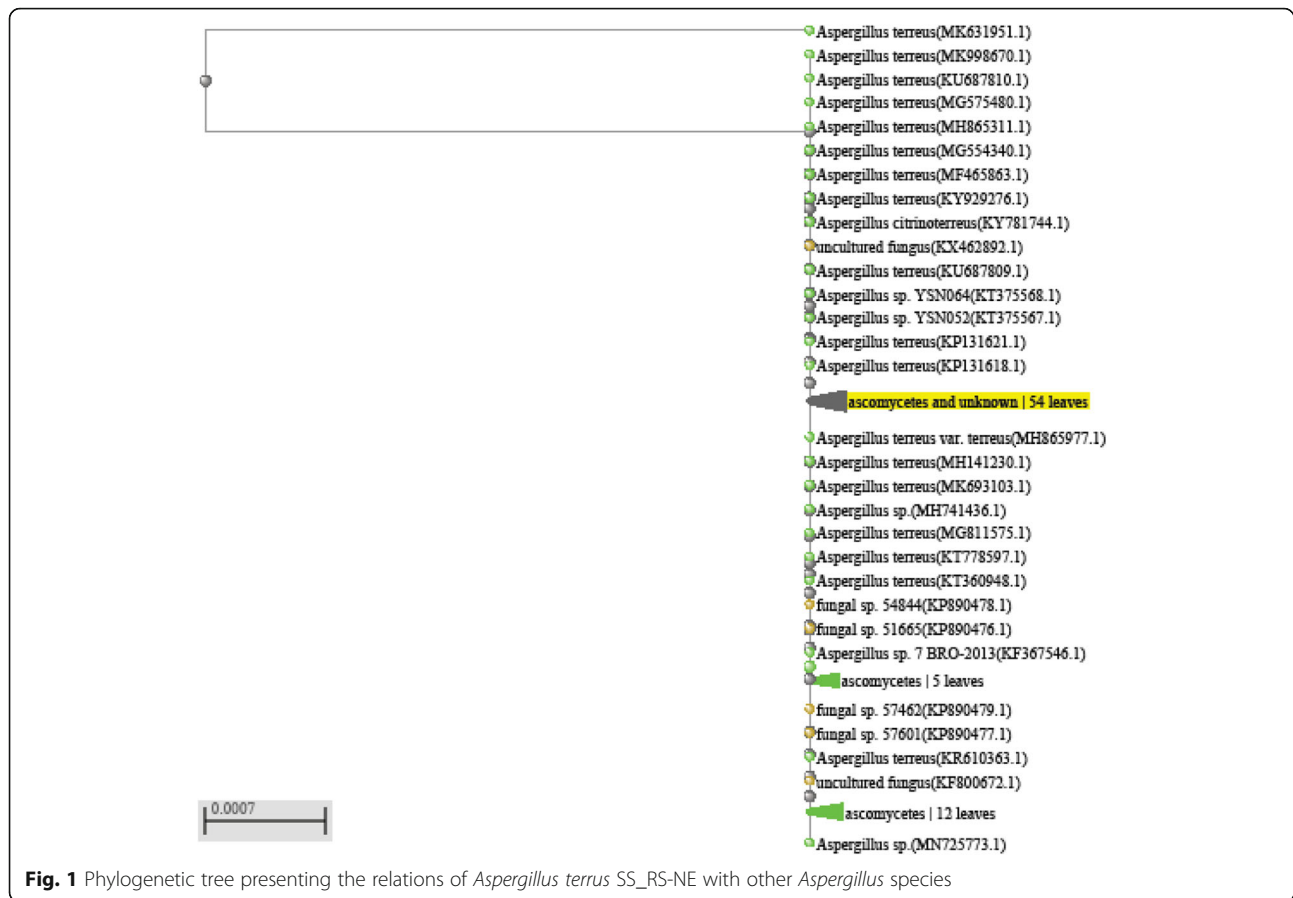 Aspergillus terreus(MK631951.1)
Aspergillus terreus(MK998670.1)
Aspergillus terreus(KU687810.1)
Aspergillus terreus(MG575480.1)
Aspergillus terreus(MH865311.1)
Aspergillus terreus(MG554340.1)
Aspergillus terreus(MF465863.1)
Aspergillus terreus(KY929276.1)
Aspergillus citrinoterreus(KY781744.1)
uncultured fungus(KX462892.1)
Aspergillus terreus(KU687809.1)
Aspergillus sp. YSN064(KT375568.1)
Aspergillus sp. YSN052(KT375567.1)
Aspergillus terreus(KP131621.1)
Aspergillus terreus(KP131618.1)
ascomycetes and unknown | 54 leaves
Aspergillus terreus var. terreus(MH865977.1)
Aspergillus terreus(MH141230.1)
Aspergillus terreus(MK693103.1)
Aspergillus sp.(MH741436.1)
Aspergillus terreus(MG811575.1)
Aspergillus terreus(KT778597.1)
Aspergillus terreus(KT360948.1)
fungal sp. 54844(KP890478.1)
fungal sp. 51665(KP890476.1)
Aspergillus sp. 7 BRO-2013(KF367546.1)
ascomycetes | 5 leaves
fungal sp. 57462(KP890479.1)
fungal sp. 57601(KP890477.1)
Aspergillus terreus(KR610363.1)
uncultured fungus(KF800672.1)
ascomycetes | 12 leaves
Aspergillus sp.(MN725773.1)
0.0007
Fig. 1 Phylogenetic tree presenting the relations of Aspergillus terrus SS_RS-NE with other Aspergillus species